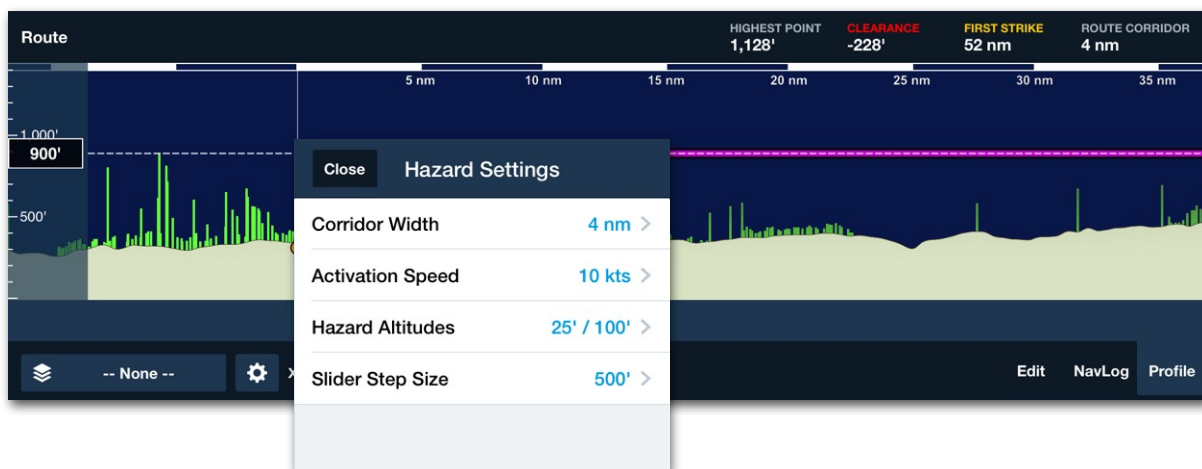 Route
HIGHEST POINT CLEARANCE FIRST STRIKE ROUTE CORRIDOR
1,128' -228' 52 nm 4 nm
5 nm 10 nm 15 nm 20 nm 25 nm 30 nm 35 nm
1,000'
900'
500'
Close Hazard Settings
Corridor Width 4 nm
Activation Speed 10 kts
Hazard Altitudes 25' / 100'
Slider Step Size 500'
-- None -- Edit NavLog Profile